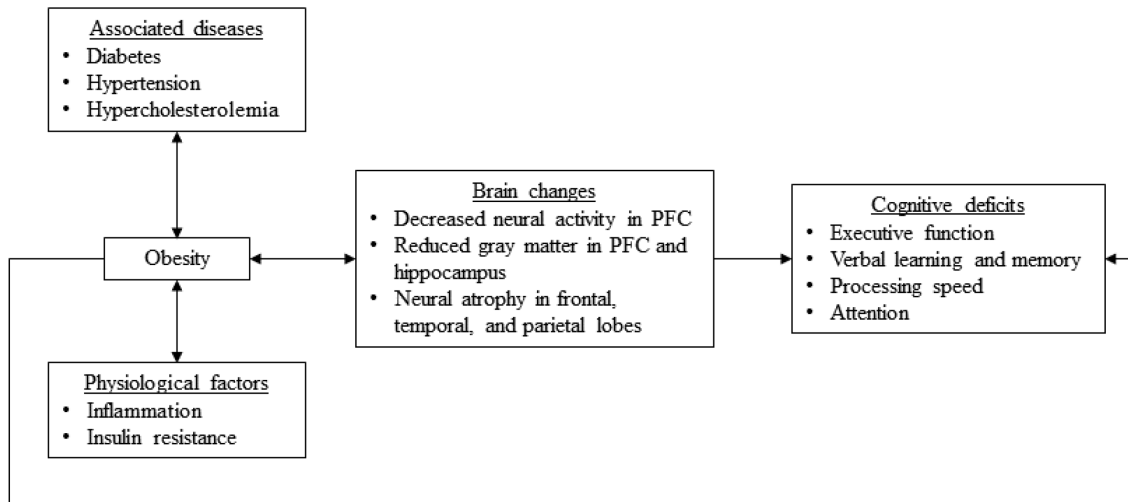 Associated diseases
• Diabetes
• Hypertension
• Hypercholesterolemia
Obesity
Physiological factors
• Inflammation
• Insulin resistance
Brain changes
• Decreased neural activity in PFC
• Reduced gray matter in PFC and
hippocampus
• Neural atrophy in frontal,
temporal, and parietal lobes
Cognitive deficits
• Executive function
• Verbal learning and memory
• Processing speed
• Attention